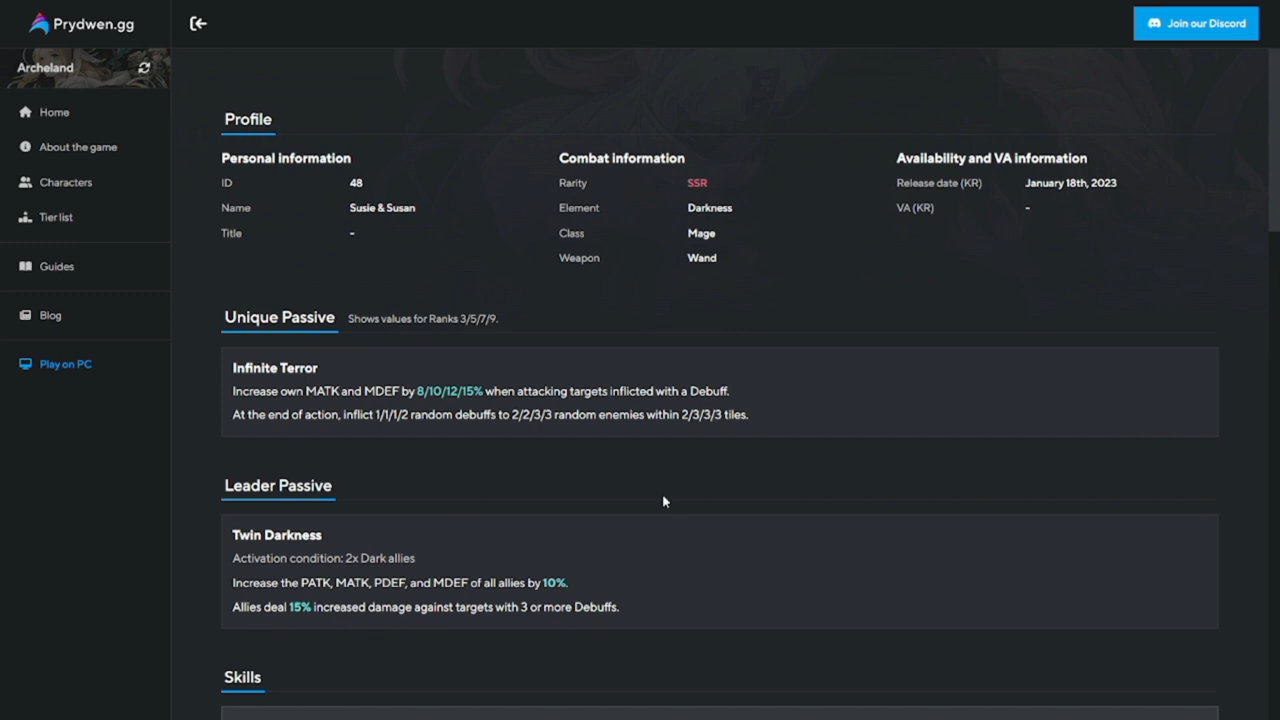 Prydwen.gg
Join our Discord
Archeland
Home
About the game
Characters
Tier list
Guides
Blog
Play on PC
Profile
Personal information
ID 48
Name Susie & Susan
Title -
Combat information
Rarity SSR
Element Darkness
Class Mage
Weapon Wand
Availability and VA information
Release date (KR) January 18th, 2023
VA (KR) -
Unique Passive Shows values for Ranks 3/5/7/9.
Infinite Terror
Increase own MATK and MDEF by 8/10/12/15% when attacking targets inflicted with a Debuff.
At the end of action, inflict 1/1/1/2 random debuffs to 2/2/3/3 random enemies within 2/3/3/3 tiles.
Leader Passive
Twin Darkness
Activation condition: 2x Dark allies
Increase the PATK, MATK, PDEF, and MDEF of all allies by 10%.
Allies deal 15% increased damage against targets with 3 or more Debuffs.
Skills